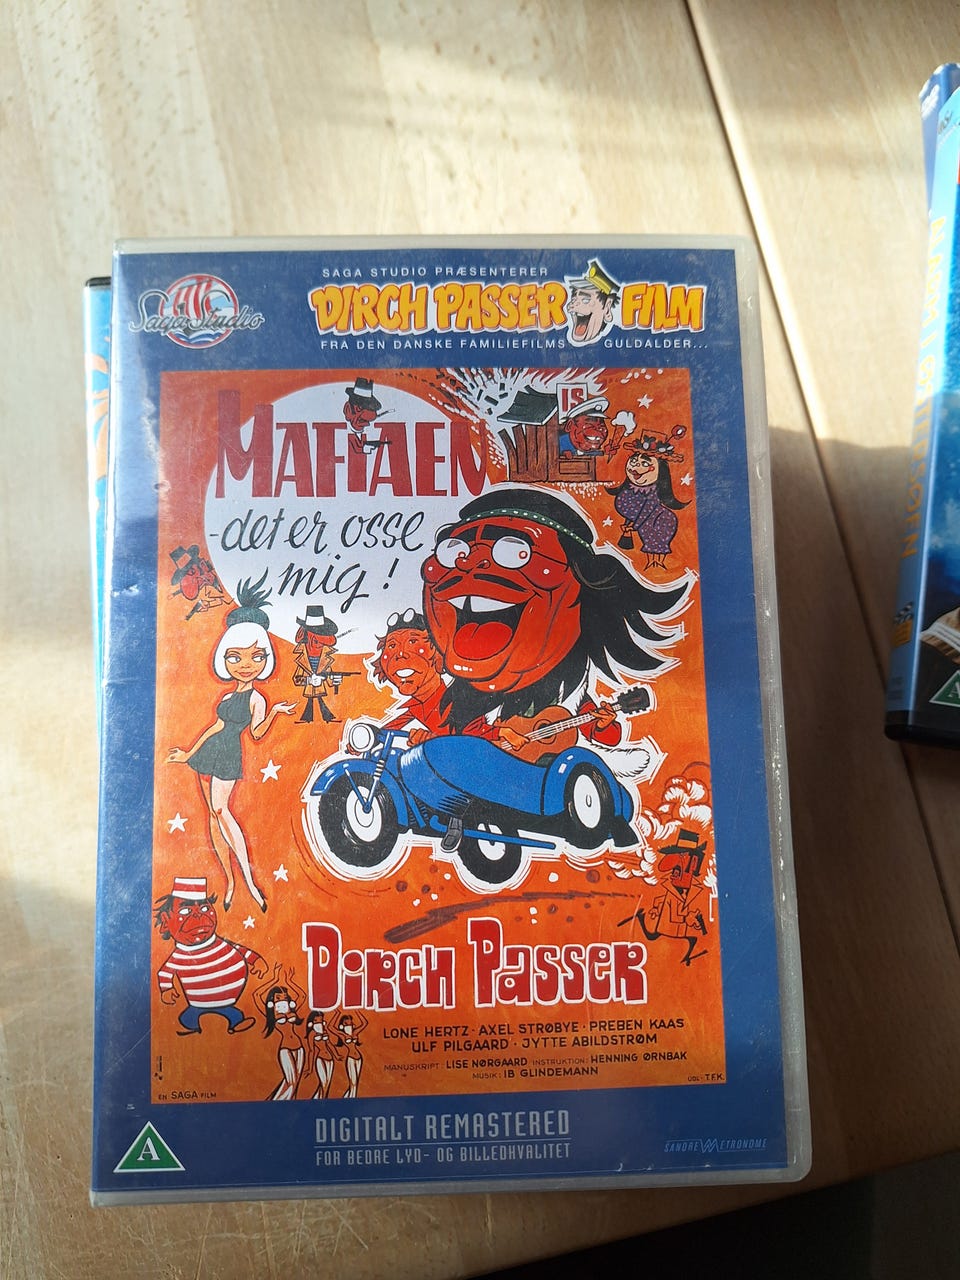 SAGA STUDIO PRÆSENTERER
Saga Studio
DIRCH PASSER FILM
FRA DEN DANSKE FAMILIEFILMS GULDALDER...
IS
MAFIAEN
-det er osse
mig!
DIRCH PASSER
LONE HERTZ · AXEL STRØBYE · PREBEN KAAS
ULF PILGAARD · JYTTE ABILDSTRØM
MANUSKRIPT: LISE NØRGAARD INSTRUKTION: HENNING ØRNBAK
MUSIK: IB GLINDEMANN
EN SAGA FILM
UDL.- T.F.K.
DIGITALT REMASTERED
FOR BEDRE LYD- OG BILLEDKVALITET
A
SANDREW METRONOME
A